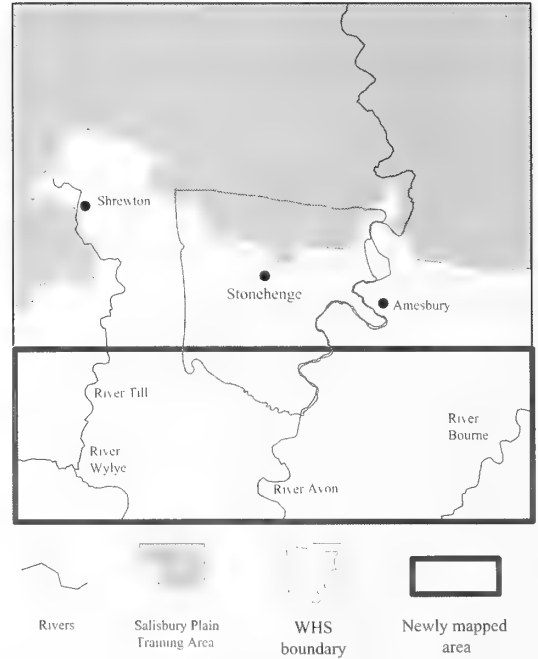 Shrewton
Stonehenge
Amesbury
River Till
River
Bourne
River
Wylye
River Avon
Rivers
Salisbury Plain
Training Area
WHS
boundary
Newly mapped
area